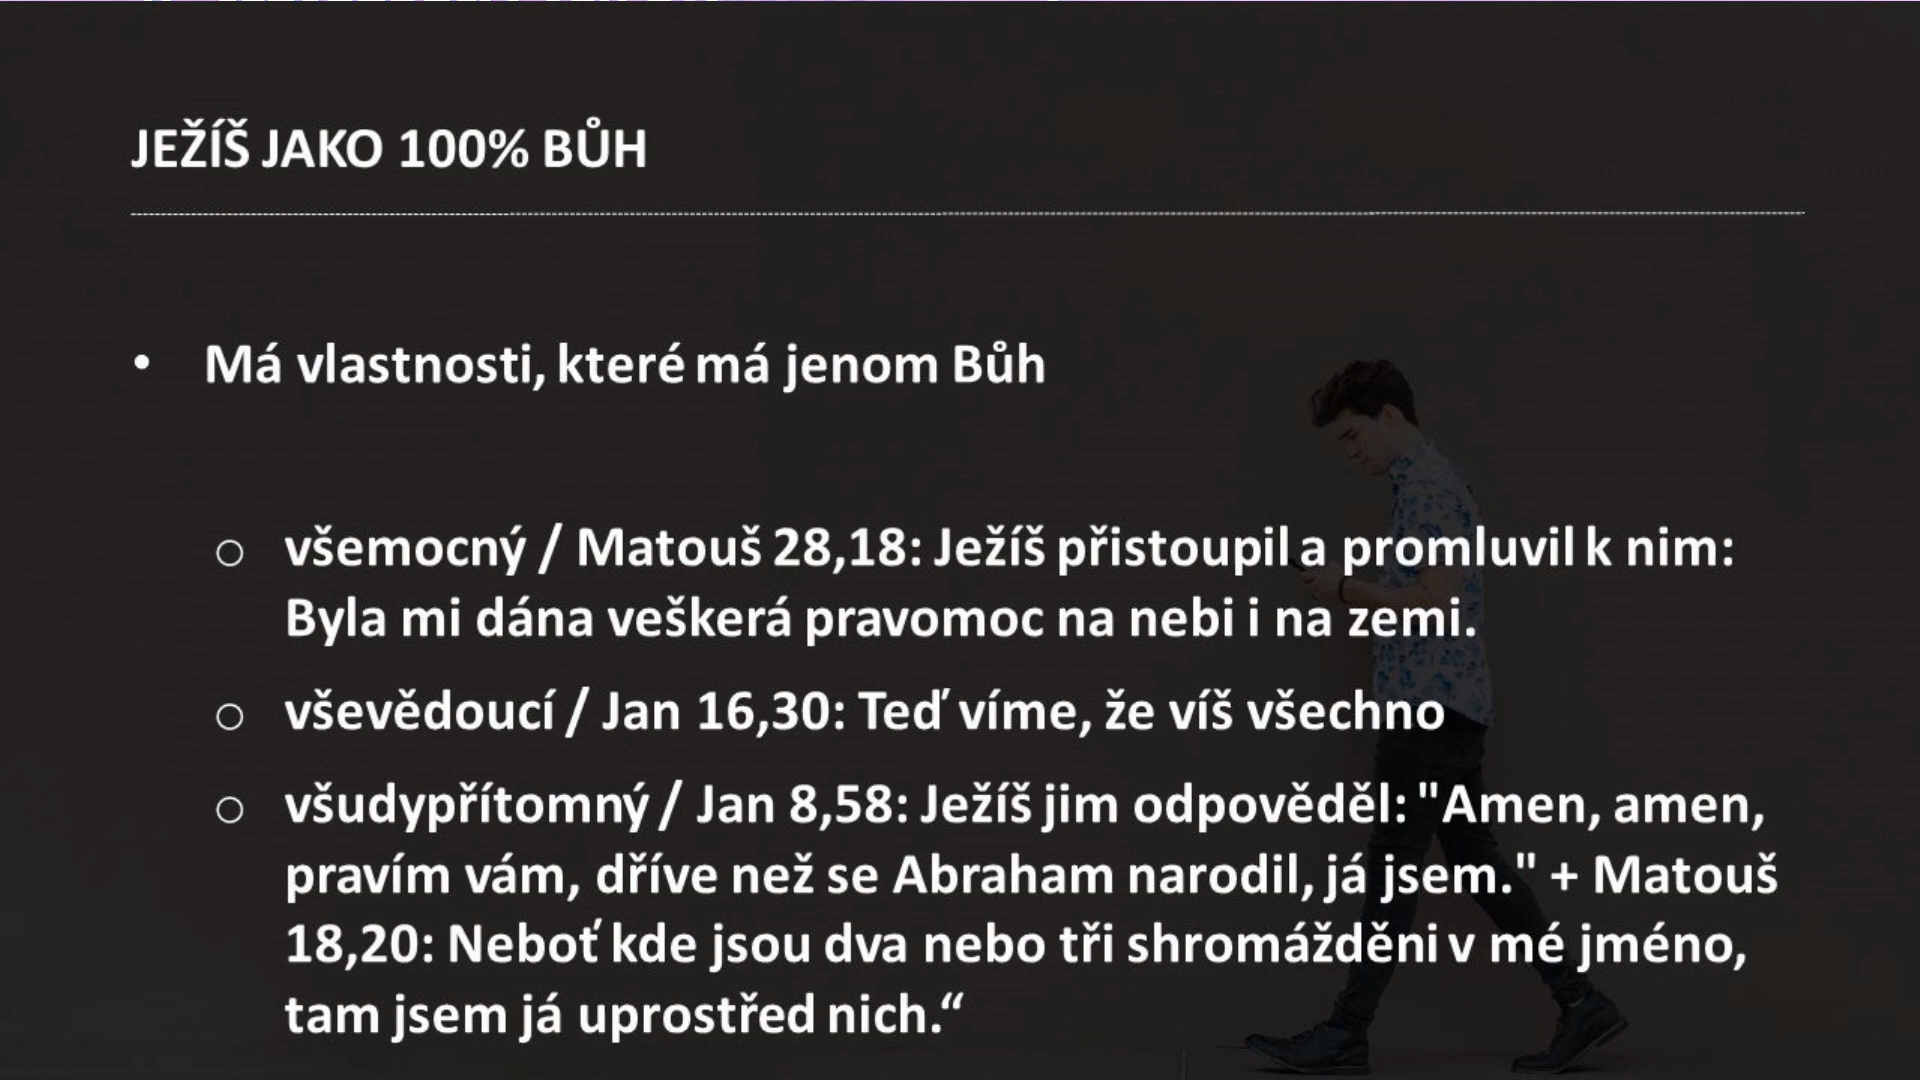 JEŽÍŠ JAKO 100% BŮH
• Má vlastnosti, které má jenom Bůh
o všemocný / Matouš 28,18: Ježíš přistoupil a promluvil k nim:
Byla mi dána veškerá pravomoc na nebi i na zemi.
o vševědoucí / Jan 16,30: Teď víme, že víš všechno
o všudypřítomný / Jan 8,58: Ježíš jim odpověděl: "Amen, amen,
pravím vám, dříve než se Abraham narodil, já jsem." + Matouš
18,20: Neboť kde jsou dva nebo tři shromážděni v mé jméno,
tam jsem já uprostřed nich.“